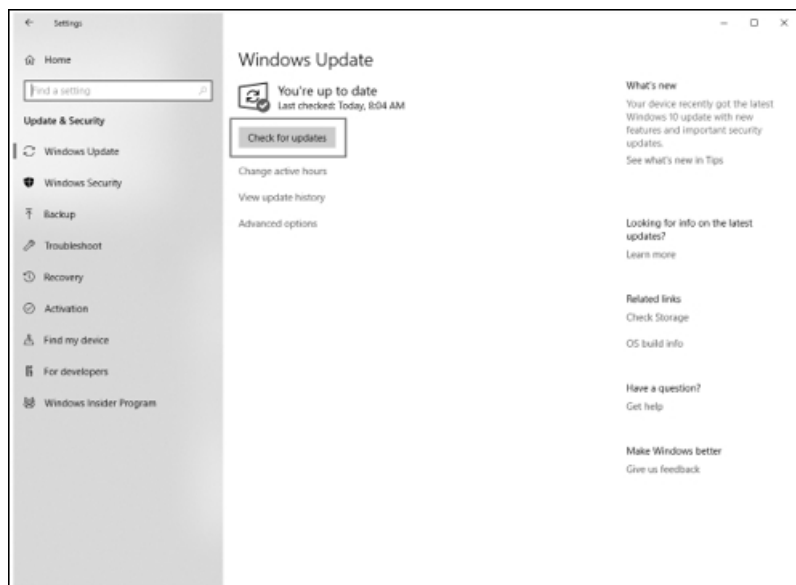 Settings
Home
Find a setting
Update & Security
Windows Update
Windows Security
Backup
Troubleshoot
Recovery
Activation
Find my device
For developers
Windows Insider Program
Windows Update
You're up to date
Last checked: Today, 8:04 AM
Check for updates
Change active hours
View update history
Advanced options
What's new
Your device recently got the latest
Windows 10 update with new
features and important security
updates.
See what's new in Tips
Looking for info on the latest
updates?
Learn more
Related links
Check Storage
OS build info
Have a question?
Get help
Make Windows better
Give us feedback